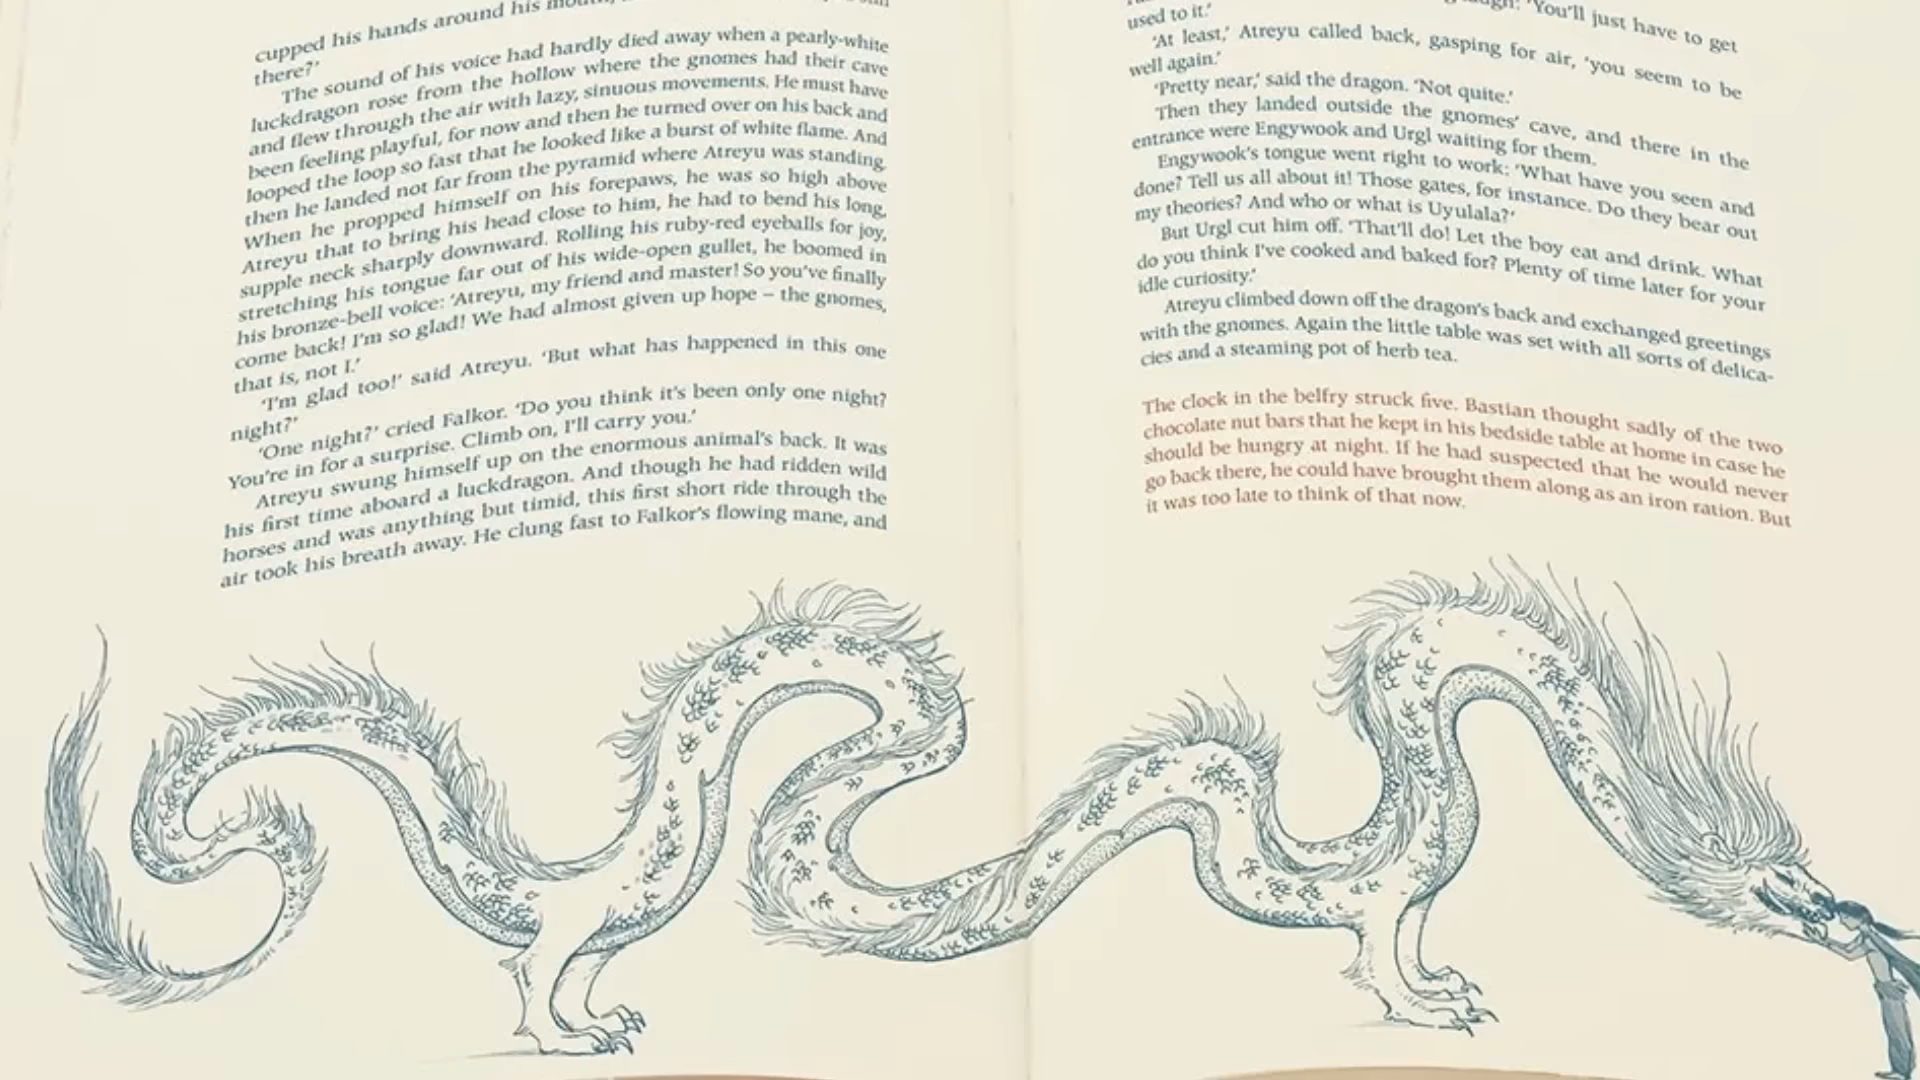 cupped his hands around his
there?'
The sound of his voice had hardly died away when a pearly-white
luckdragon rose from the hollow where the gnomes had their cave
and flew through the air with lazy, sinuous movements. He must have
been feeling playful, for now and then he turned over on his back and
looped the loop so fast that he looked like a burst of white flame. And
then he landed not far from the pyramid where Atreyu was standing.
When he propped himself on his forepaws, he was so high above
Atreyu that to bring his head close to him, he had to bend his long,
supple neck sharply downward. Rolling his ruby-red eyeballs for joy,
stretching his tongue far out of his wide-open gullet, he boomed in
his bronze-bell voice: 'Atreyu, my friend and master! So you've finally
come back! I'm so glad! We had almost given up hope – the gnomes,
that is, not I.'
'I'm glad too!' said Atreyu. 'But what has happened in this one
night?'
'One night?' cried Falkor. 'Do you think it's been only one night?
You're in for a surprise. Climb on, I'll carry you.'
Atreyu swung himself up on the enormous animal's back. It was
his first time aboard a luckdragon. And though he had ridden wild
horses and was anything but timid, this first short ride through the
air took his breath away. He clung fast to Falkor's flowing mane, and
'You'll just have to get
used to it.'
'At least,' Atreyu called back, gasping for air, 'you seem to be
well again.'
'Pretty near,' said the dragon. 'Not quite.'
Then they landed outside the gnomes' cave, and there in the
entrance were Engywook and Urgl waiting for them.
Engywook's tongue went right to work: 'What have you seen and
done? Tell us all about it! Those gates, for instance. Do they bear out
my theories? And who or what is Uyulala?'
But Urgl cut him off. 'That'll do! Let the boy eat and drink. What
do you think I've cooked and baked for? Plenty of time later for your
idle curiosity.'
Atreyu climbed down off the dragon's back and exchanged greetings
with the gnomes. Again the little table was set with all sorts of delica-
cies and a steaming pot of herb tea.
The clock in the belfry struck five. Bastian thought sadly of the two
chocolate nut bars that he kept in his bedside table at home in case he
should be hungry at night. If he had suspected that he would never
go back there, he could have brought them along as an iron ration. But
it was too late to think of that now.